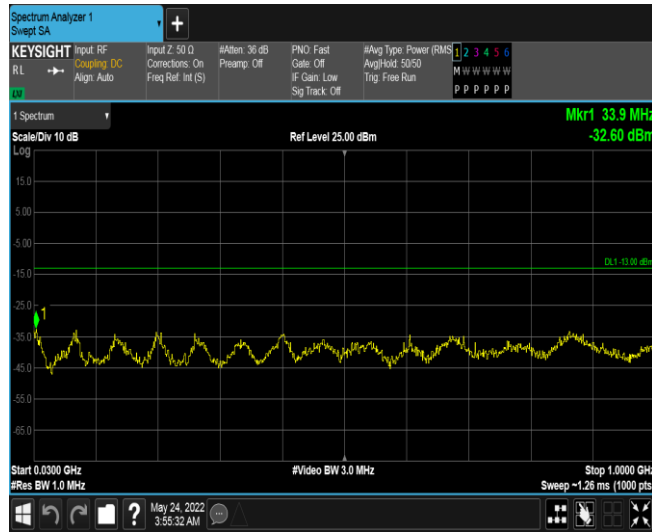 Spectrum Analyzer 1
Swept SA
+
KEYSIGHT
RL
LXI
Input: RF
Coupling: DC
Align: Auto
Input Z: 50 Ω
Corrections: On
Freq Ref: Int (S)
#Atten: 36 dB
Preamp: Off
PNO: Fast
Gate: Off
IF Gain: Low
Sig Track: Off
#Avg Type: Power (RMS
Avg|Hold: 50/50
Trig: Free Run
1 2 3 4 5 6
M W W W W W
P P P P P P
1 Spectrum
Mkr1 33.9 MHz
Scale/Div 10 dB
Ref Level 25.00 dBm
-32.60 dBm
Log
15.0
5.00
-5.00
DL1 -13.00 dBm
-15.0
-25.0
1
-35.0
-45.0
-55.0
-65.0
Start 0.0300 GHz
#Video BW 3.0 MHz
Stop 1.0000 GHz
#Res BW 1.0 MHz
Sweep ~1.26 ms (1000 pts)
?
May 24, 2022
3:55:32 AM